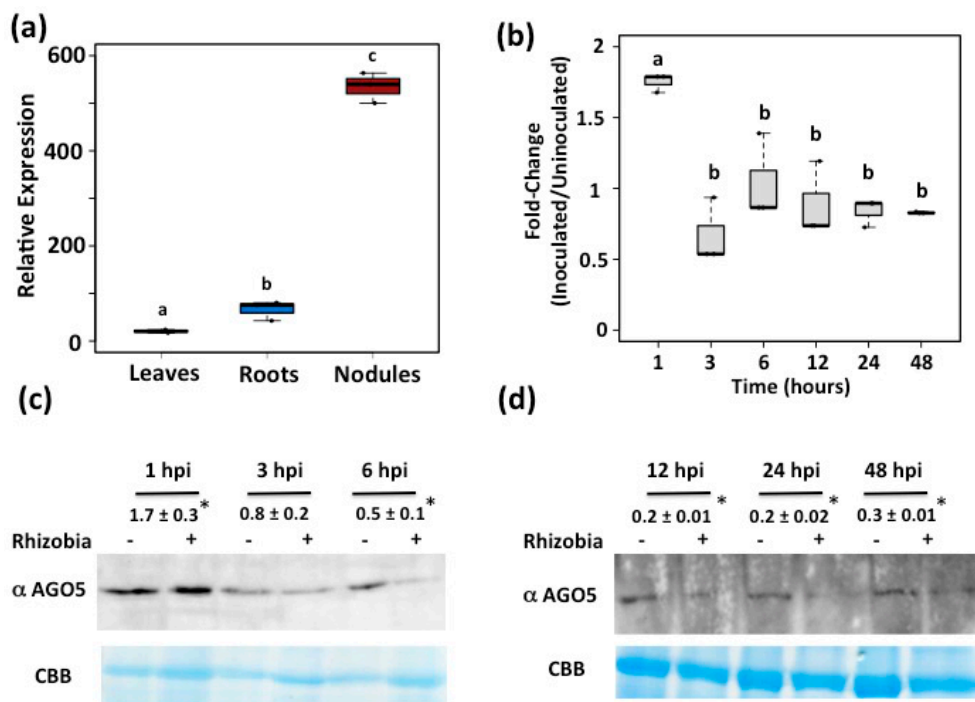 (a)
Relative Expression
600
400
200
0
a
b
c
Leaves Roots Nodules
(b)
Fold-Change
(Inoculated/Uninoculated)
2
1.5
1
0.5
0
a
b
b
b
b
b
1 3 6 12 24 48
Time (hours)
(c)
1 hpi 3 hpi 6 hpi
1.7 ± 0.3* 0.8 ± 0.2 0.5 ± 0.1*
Rhizobia - + - + - +
α AGO5
CBB
(d)
12 hpi 24 hpi 48 hpi
0.2 ± 0.01* 0.2 ± 0.02* 0.3 ± 0.01*
Rhizobia - + - + - +
α AGO5
CBB